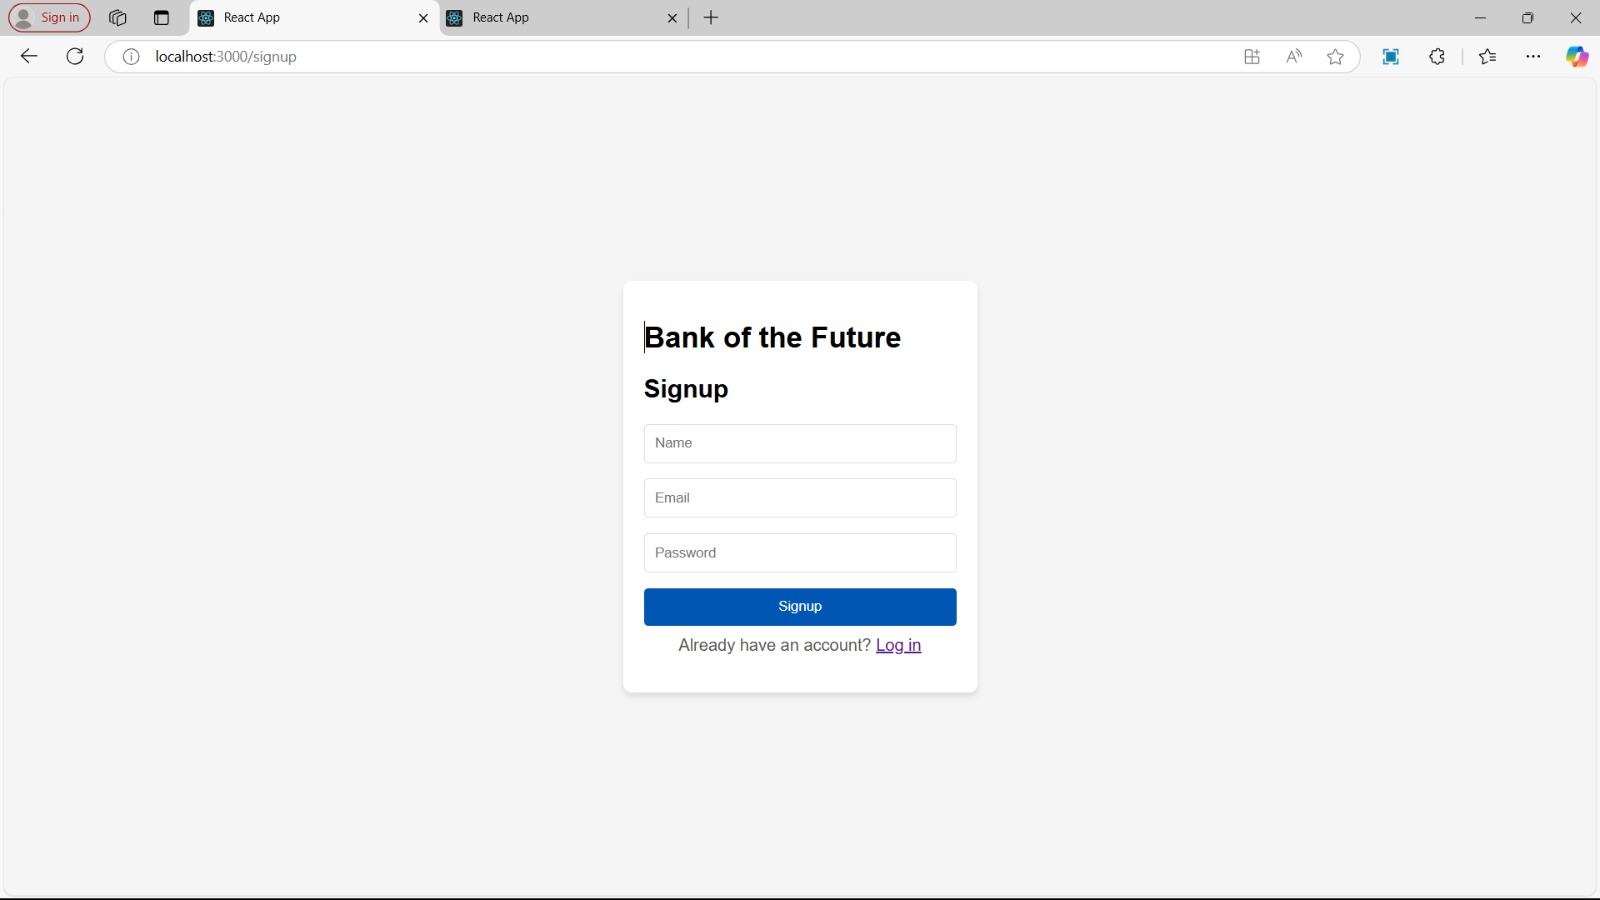 Sign in
React App
React App
localhost:3000/signup
Bank of the Future
Signup
Name
Email
Password
Signup
Already have an account? Log in